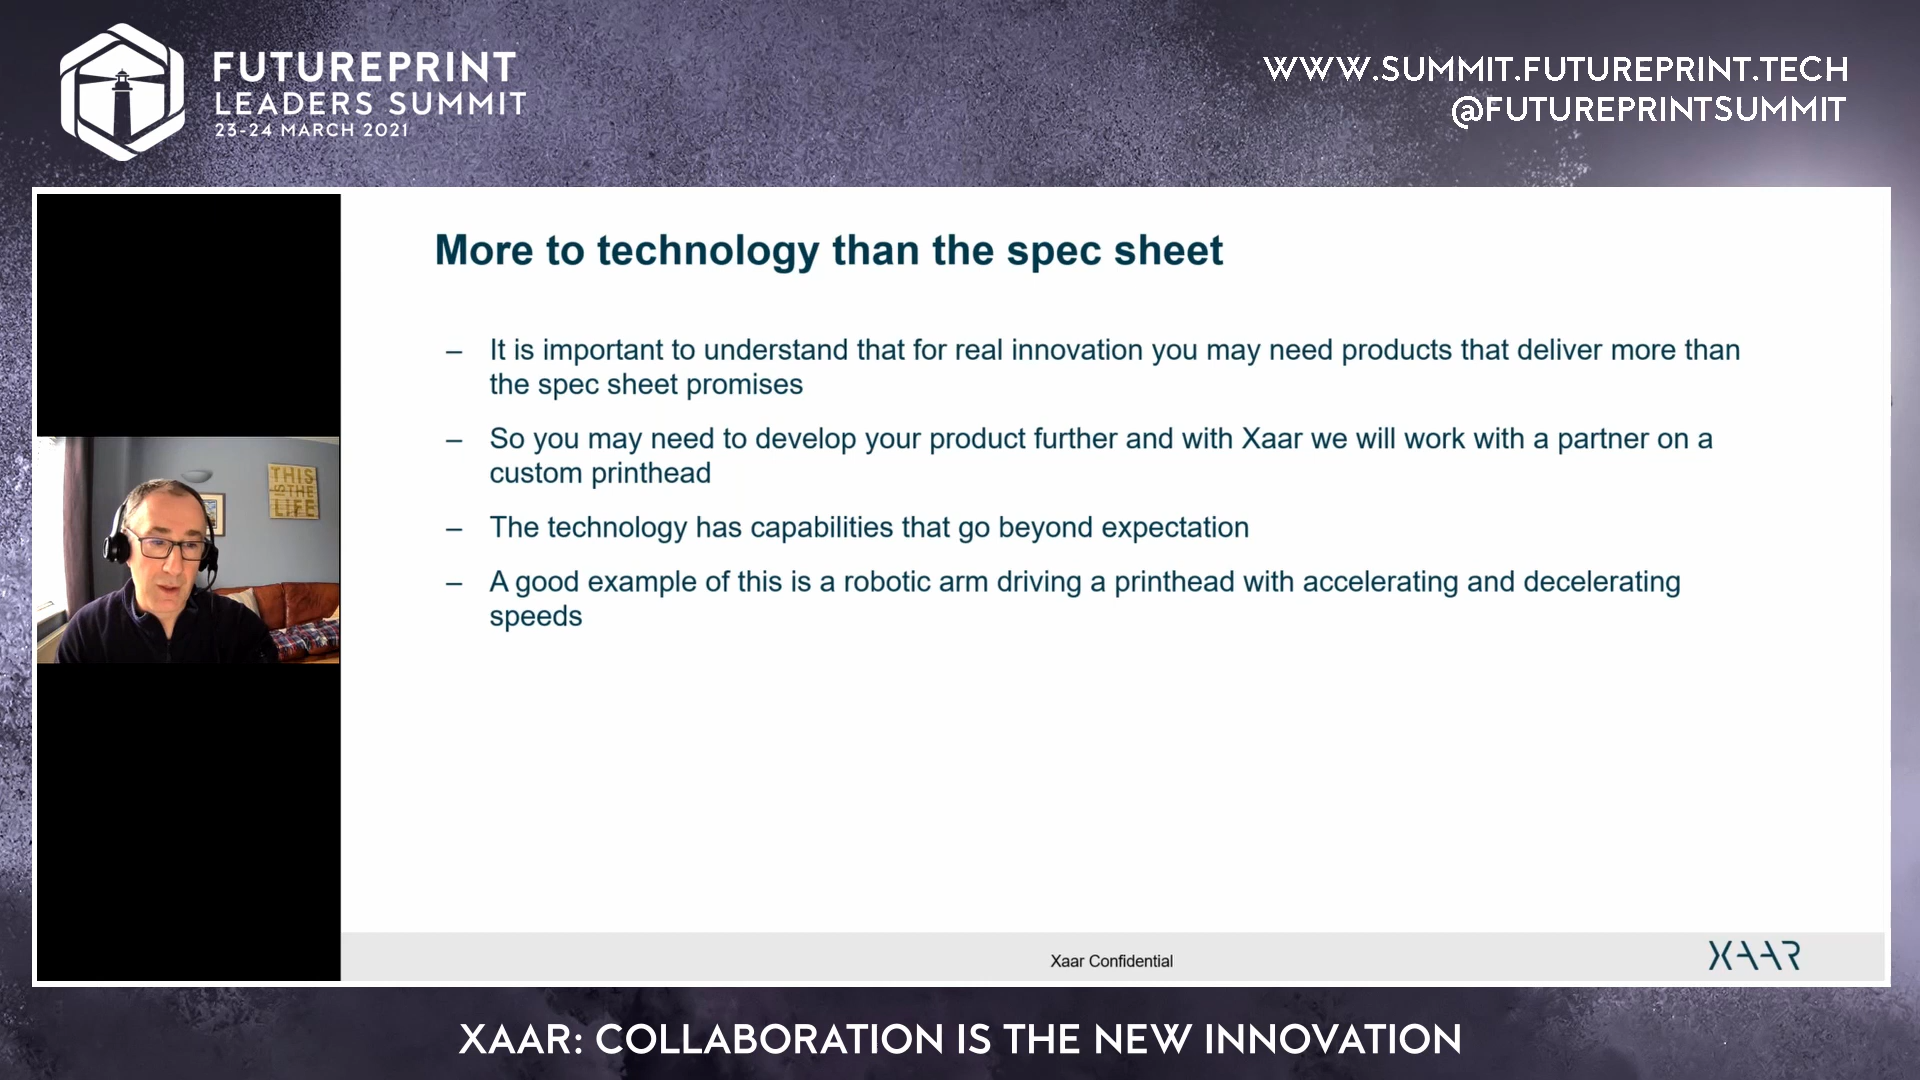 FUTUREPRINT
LEADERS SUMMIT
23-24 MARCH 2021
WWW.SUMMIT.FUTUREPRINT.TECH
@FUTUREPRINTSUMMIT
More to technology than the spec sheet
– It is important to understand that for real innovation you may need products that deliver more than
the spec sheet promises
– So you may need to develop your product further and with Xaar we will work with a partner on a
custom printhead
– The technology has capabilities that go beyond expectation
– A good example of this is a robotic arm driving a printhead with accelerating and decelerating
speeds
THIS
IS THE
LIFE
Xaar Confidential
XAAR
XAAR: COLLABORATION IS THE NEW INNOVATION